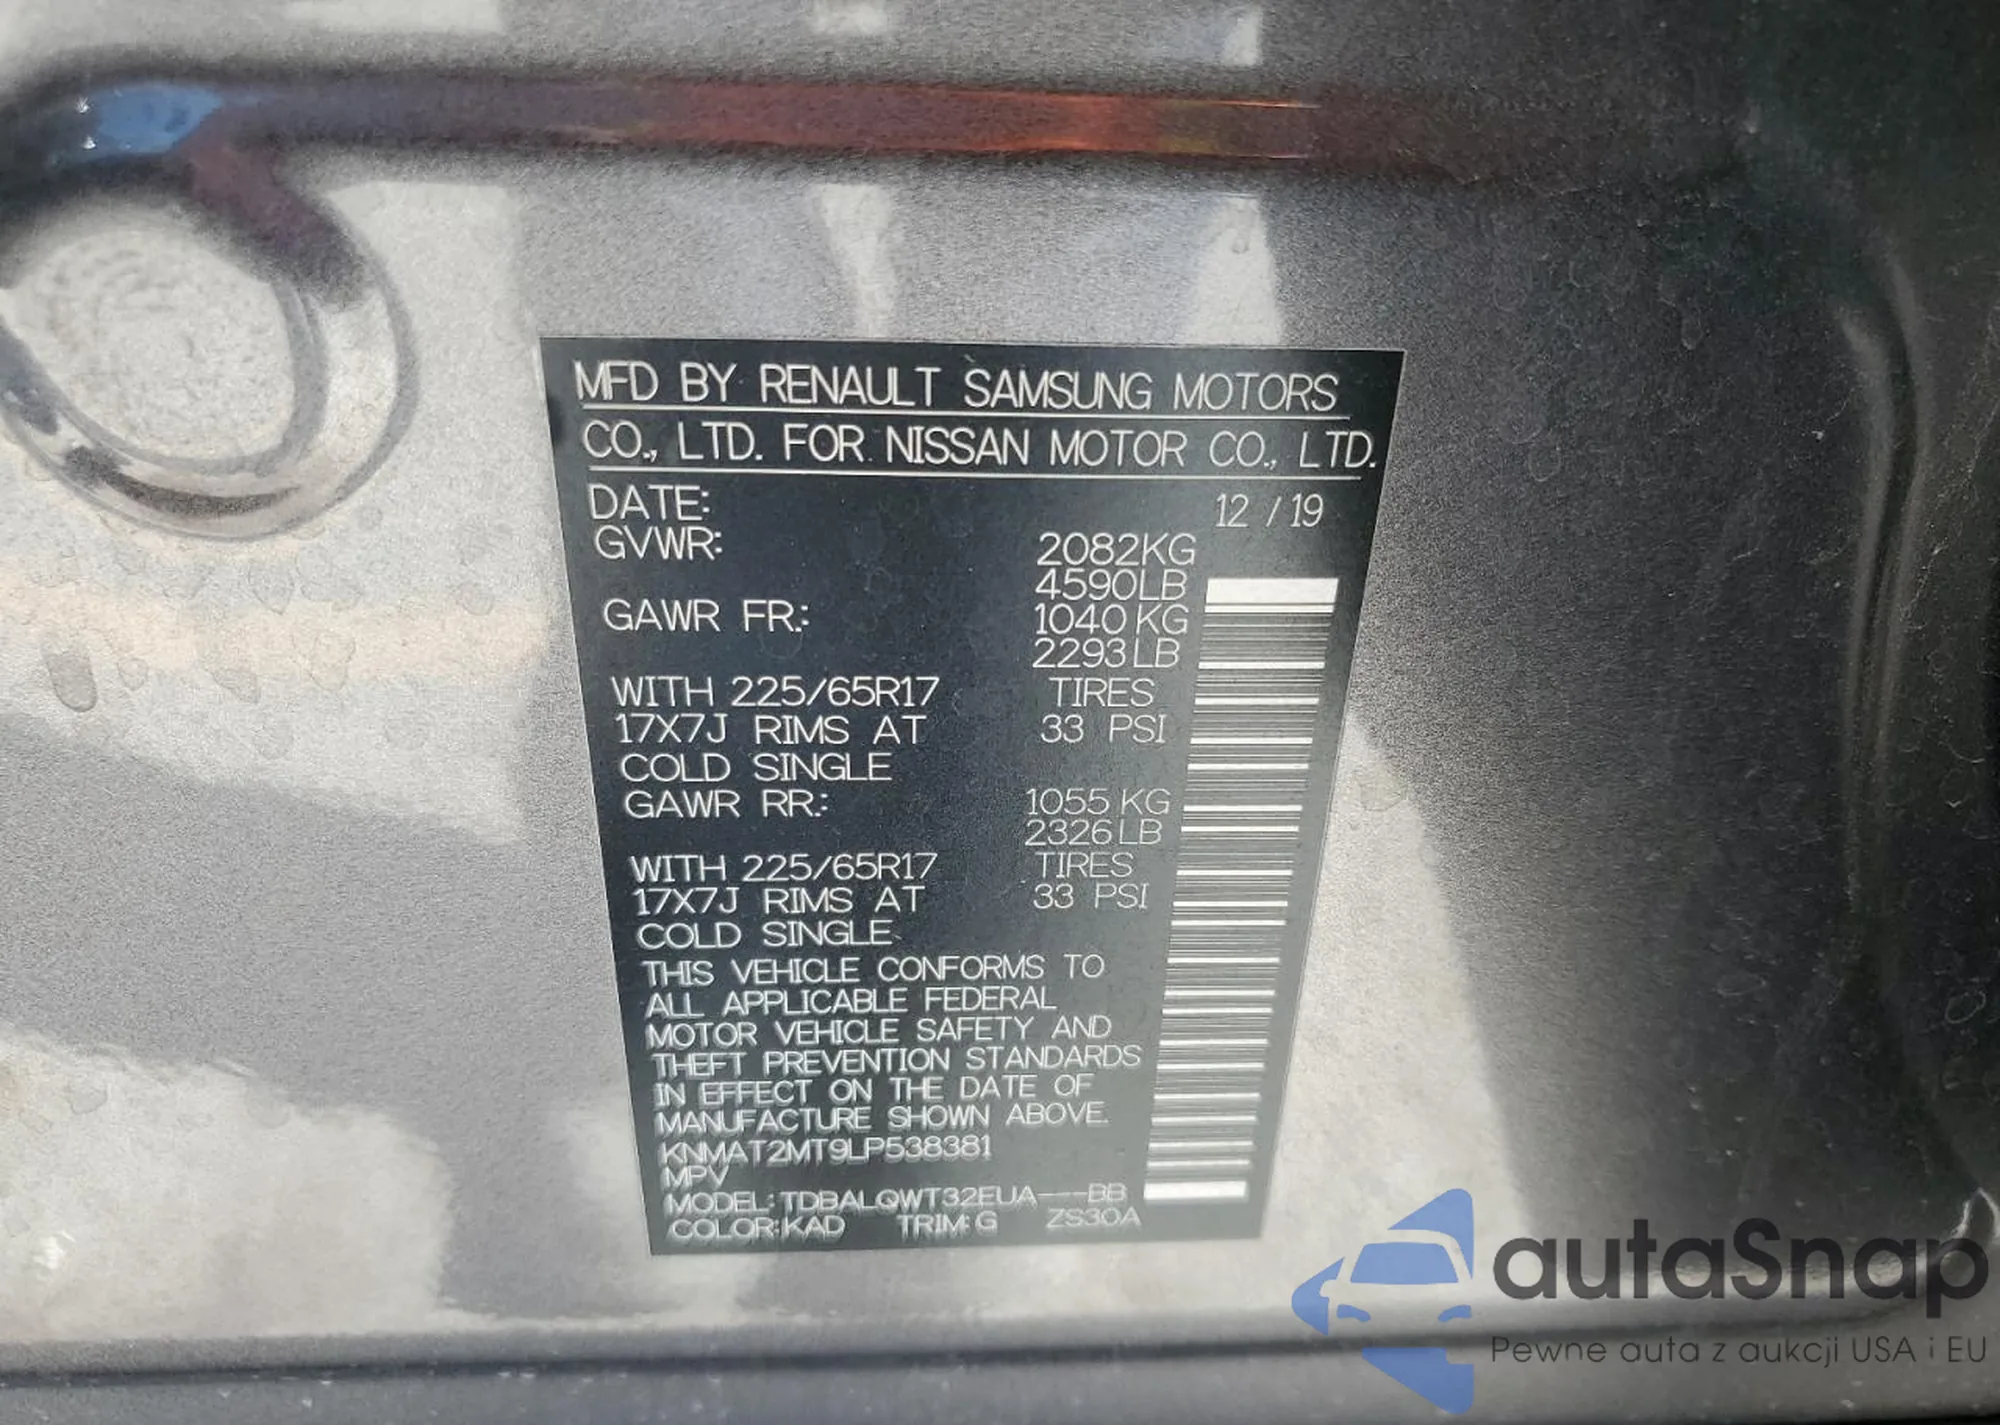 MFD BY RENAULT SAMSUNG MOTORS
CO., LTD. FOR NISSAN MOTOR CO., LTD.
DATE: 12 / 19
GVWR: 2082KG
4590LB
GAWR FR.: 1040 KG
2293LB
WITH 225/65R17 TIRES
17X7J RIMS AT 33 PSI
COLD SINGLE
GAWR RR.: 1055 KG
2326LB
WITH 225/65R17 TIRES
17X7J RIMS AT 33 PSI
COLD SINGLE
THIS VEHICLE CONFORMS TO
ALL APPLICABLE FEDERAL
MOTOR VEHICLE SAFETY AND
THEFT PREVENTION STANDARDS
IN EFFECT ON THE DATE OF
MANUFACTURE SHOWN ABOVE.
KNMAT2MT9LP538381
MPV
MODEL: TDBALQWT32EUA---BB
COLOR: KAD TRIM: G ZS30A
autaSnap
Pewne auta z aukcji USA i EU